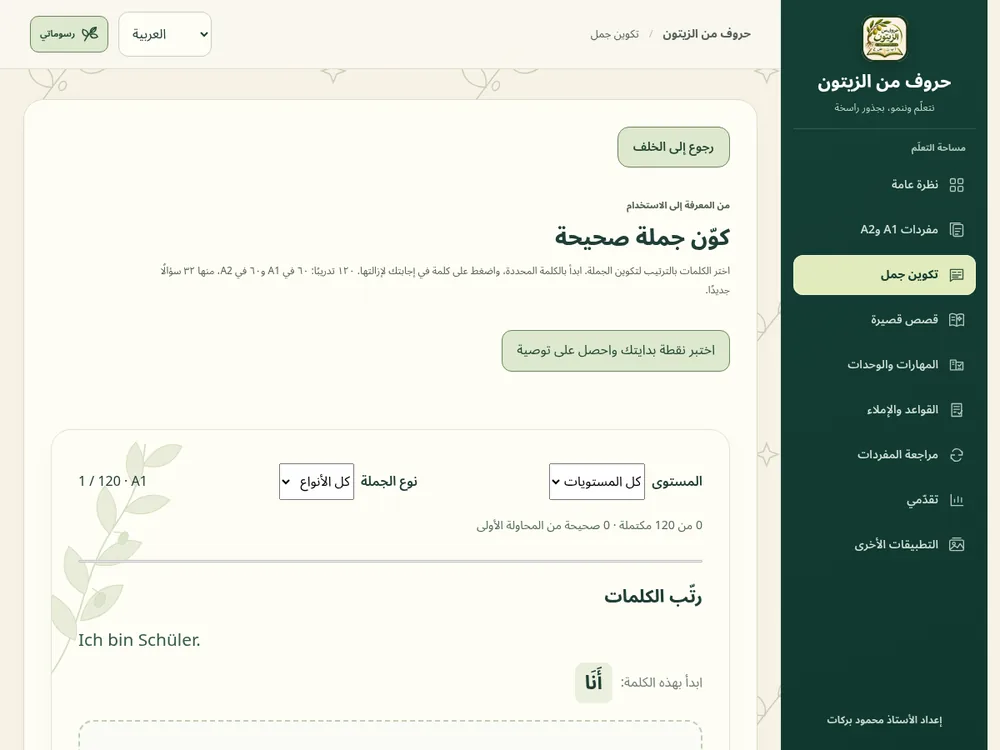 حروف من الزيتون
نتعلّم وننمو، بجذور راسخة
مساحة التعلّم
نظرة عامة
مفردات A1 وA2
تكوين جمل
قصص قصيرة
المهارات والوحدات
القواعد والإملاء
مراجعة المفردات
تقدّمي
التطبيقات الأخرى
إعداد الأستاذ محمود بركات
حروف من الزيتون / تكوين جمل
العربية
رسوماتي
رجوع إلى الخلف
من المعرفة إلى الاستخدام
كوّن جملة صحيحة
اختر الكلمات بالترتيب لتكوين الجملة. ابدأ بالكلمة المحددة، واضغط على كلمة في إجابتك لإزالتها. ١٢٠ تدريبًا: ٦٠ في A1 و٦٠ في A2، منها ٣٢ سؤالًا
جديدًا.
اختبر نقطة بدايتك واحصل على توصية
المستوى كل المستويات نوع الجملة كل الأنواع 1 / 120 · A1
0 من 120 مكتملة · 0 صحيحة من المحاولة الأولى
رتّب الكلمات
Ich bin Schüler.
ابدأ بهذه الكلمة: أَنَا